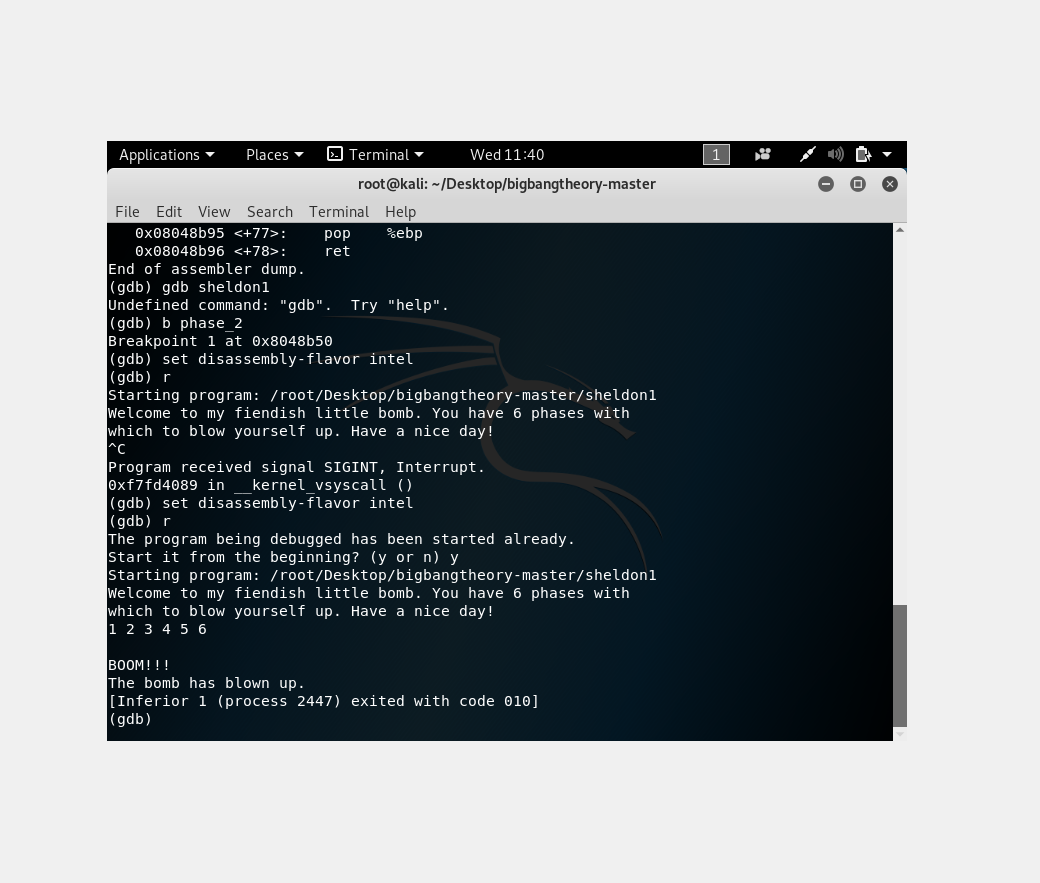 Applications Places Terminal Wed 11:40 1
root@kali: ~/Desktop/bigbangtheory-master
File Edit View Search Terminal Help
0x08048b95 <+77>: pop %ebp
0x08048b96 <+78>: ret
End of assembler dump.
(gdb) gdb sheldon1
Undefined command: "gdb".  Try "help".
(gdb) b phase_2
Breakpoint 1 at 0x8048b50
(gdb) set disassembly-flavor intel
(gdb) r
Starting program: /root/Desktop/bigbangtheory-master/sheldon1
Welcome to my fiendish little bomb. You have 6 phases with
which to blow yourself up. Have a nice day!
^C
Program received signal SIGINT, Interrupt.
0xf7fd4089 in __kernel_vsyscall ()
(gdb) set disassembly-flavor intel
(gdb) r
The program being debugged has been started already.
Start it from the beginning? (y or n) y
Starting program: /root/Desktop/bigbangtheory-master/sheldon1
Welcome to my fiendish little bomb. You have 6 phases with
which to blow yourself up. Have a nice day!
1 2 3 4 5 6
BOOM!!!
The bomb has blown up.
[Inferior 1 (process 2447) exited with code 010]
(gdb)